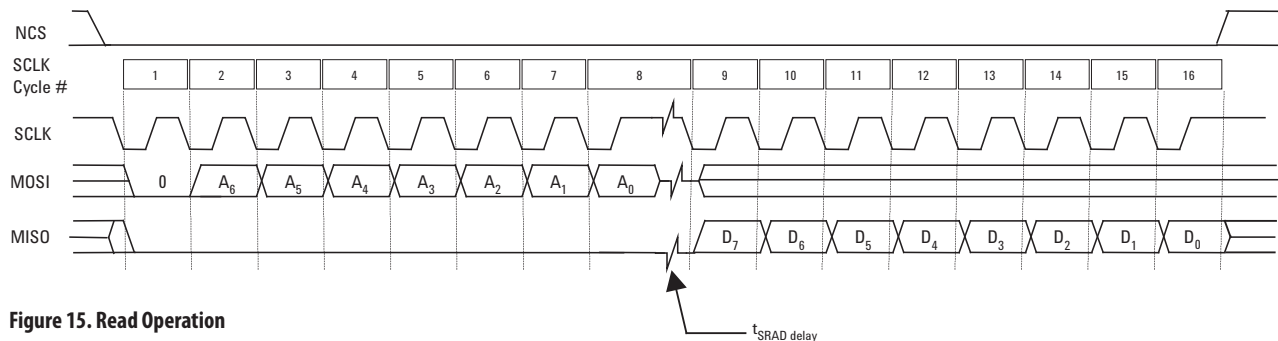 NCS
SCLK
Cycle #
1 2 3 4 5 6 7 8 9 10 11 12 13 14 15 16
SCLK
MOSI 0 A6 A5 A4 A3 A2 A1 A0
MISO D7 D6 D5 D4 D3 D2 D1 D0
Figure 15. Read Operation
tSRAD delay